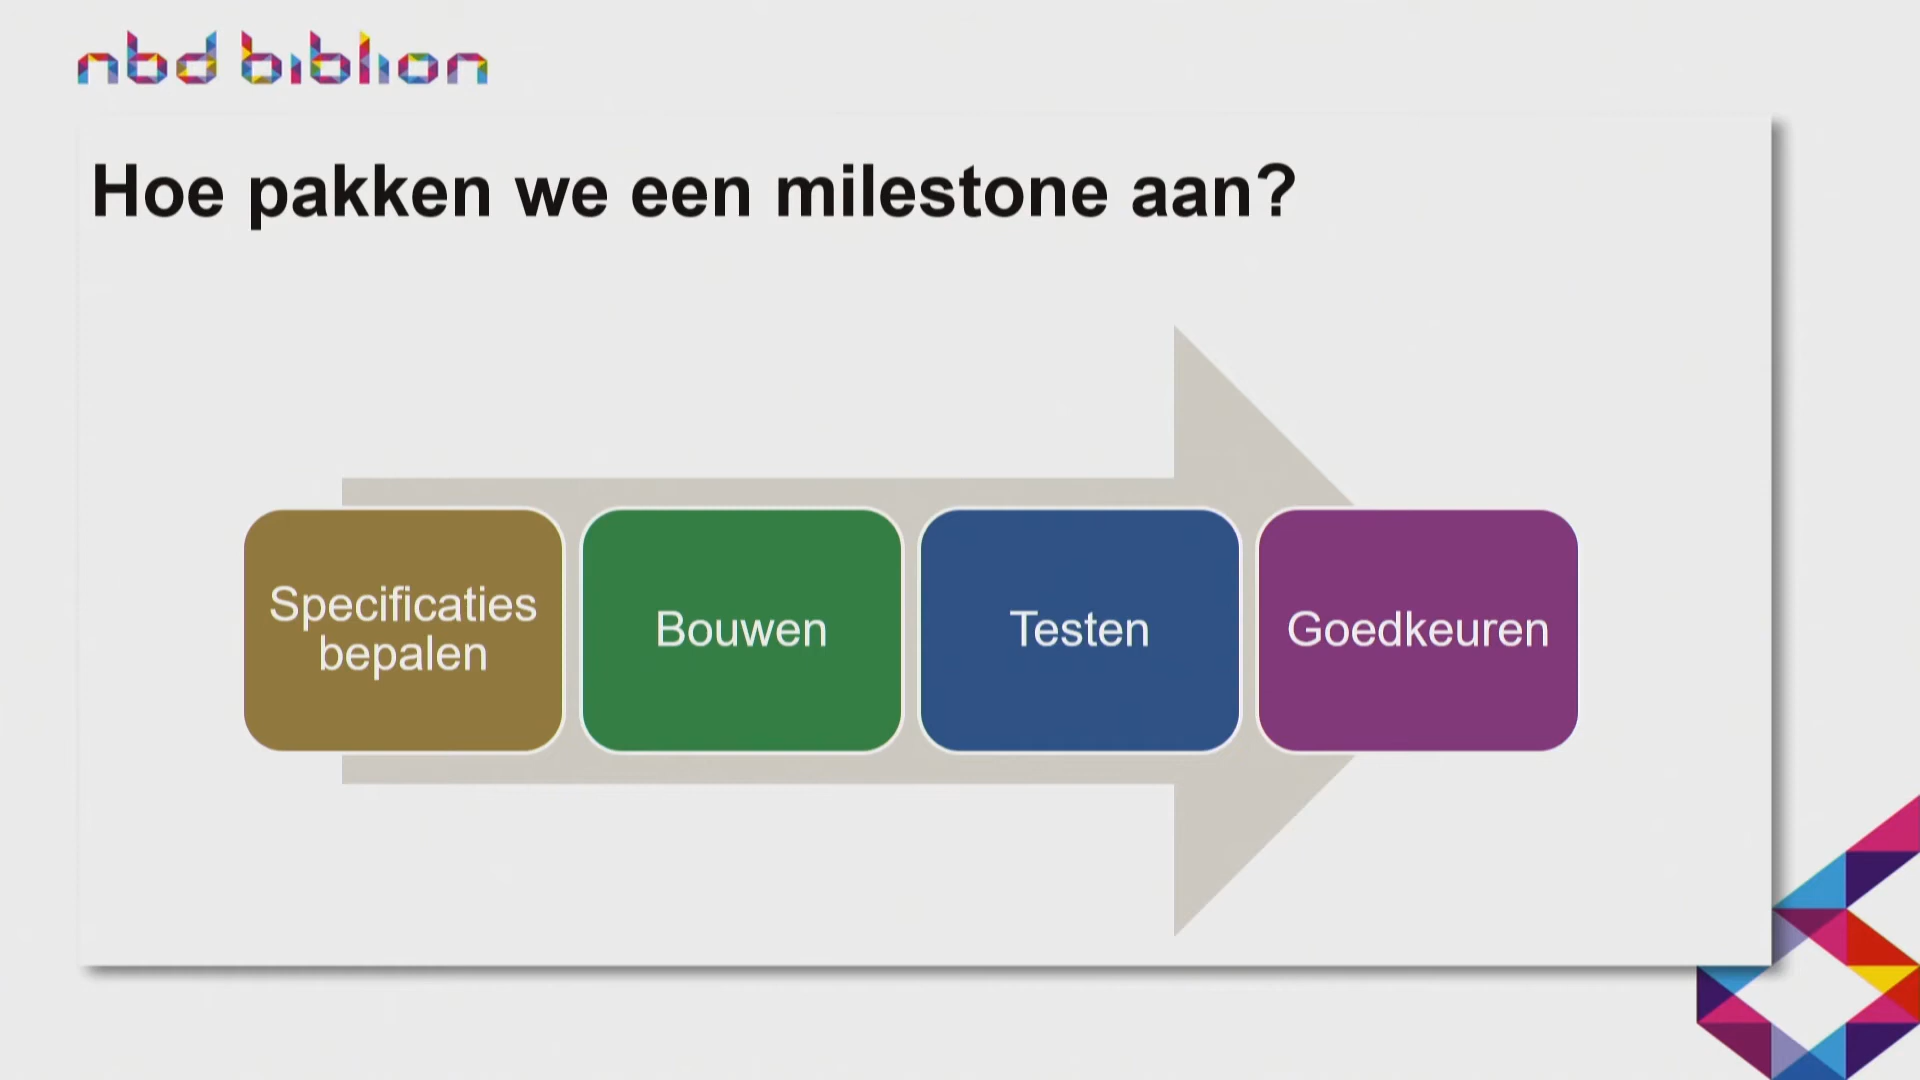 nbd biblion
Hoe pakken we een milestone aan?
Specificaties
bepalen
Bouwen
Testen
Goedkeuren